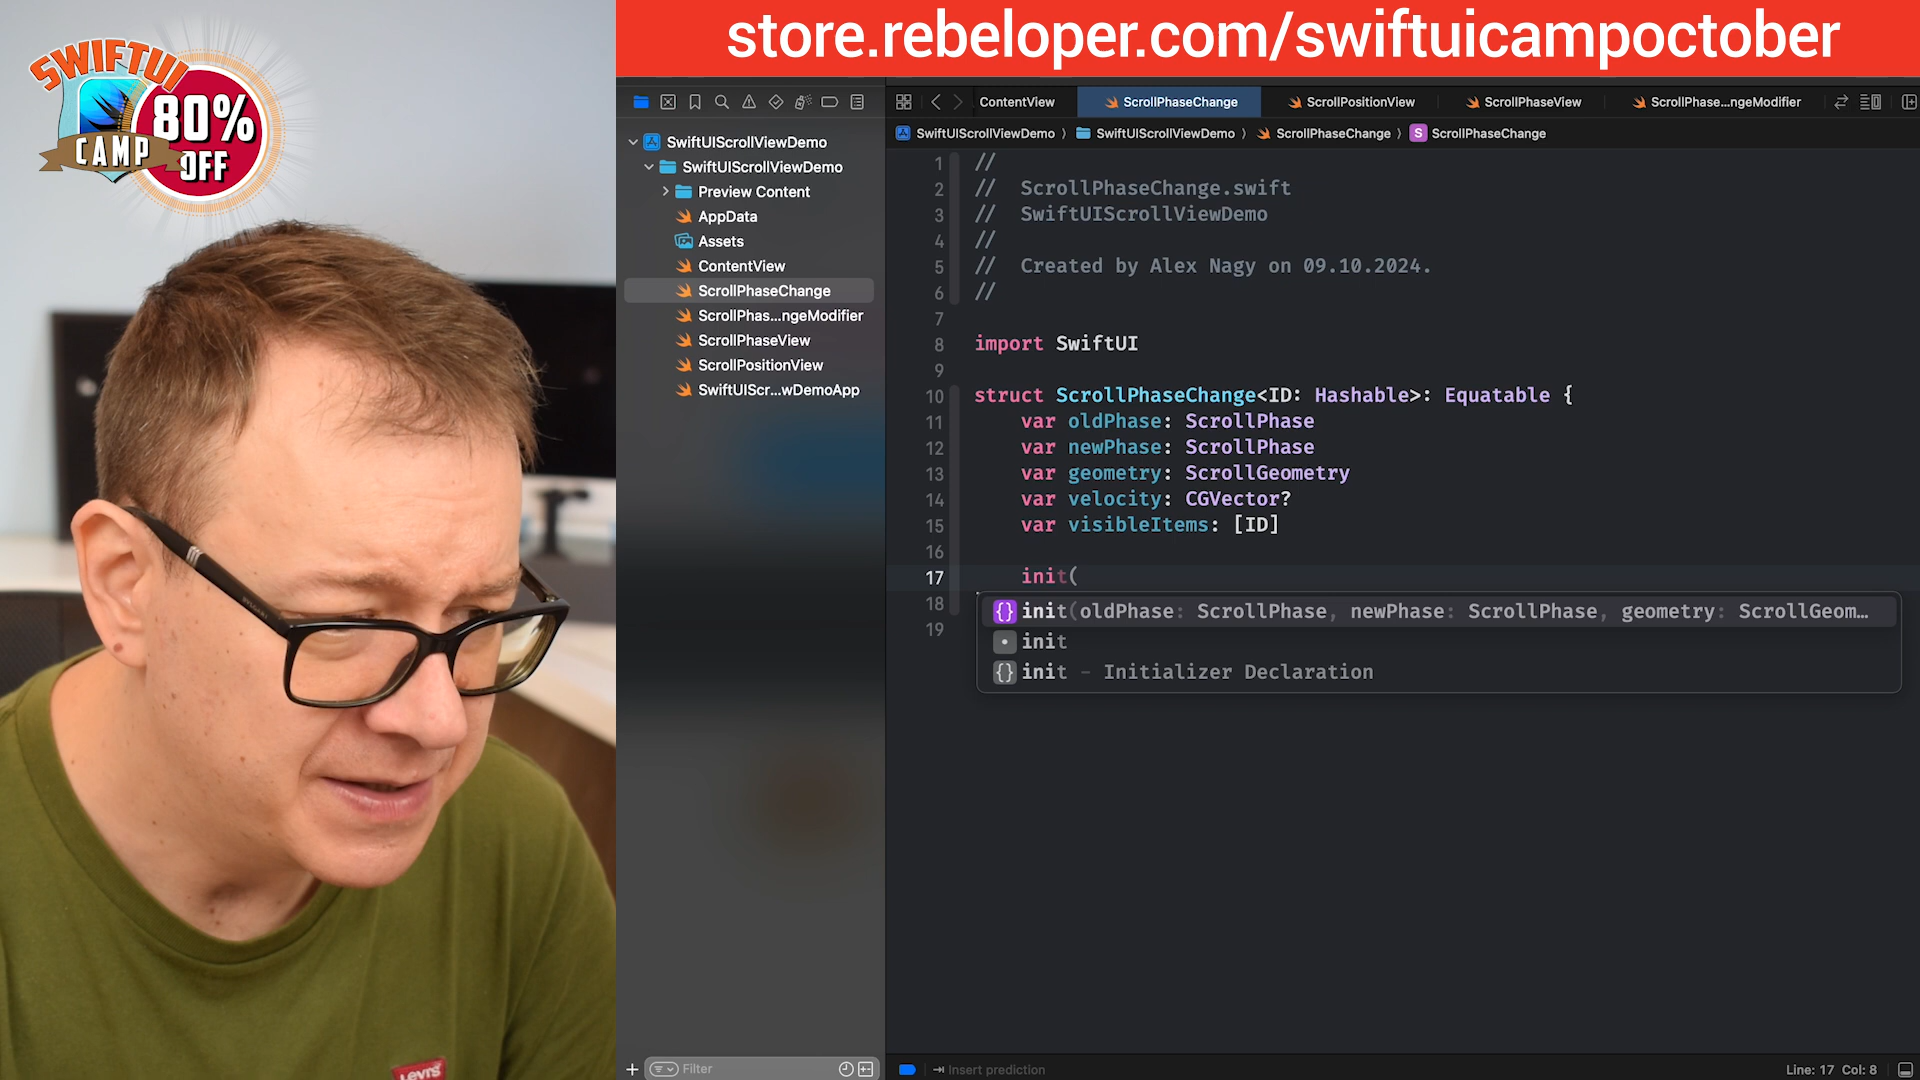 store.rebeloper.com/swiftuicampoctober
SWIFTUI
CAMP
80%
OFF
ContentView
ScrollPhaseChange
ScrollPositionView
ScrollPhaseView
ScrollPhase...ngeModifier
SwiftUIScrollViewDemo
SwiftUIScrollViewDemo
ScrollPhaseChange
S ScrollPhaseChange
SwiftUIScrollViewDemo
SwiftUIScrollViewDemo
Preview Content
AppData
Assets
ContentView
ScrollPhaseChange
ScrollPhas...ngeModifier
ScrollPhaseView
ScrollPositionView
SwiftUIScr...wDemoApp
1 //
2 // ScrollPhaseChange.swift
3 // SwiftUIScrollViewDemo
4 //
5 // Created by Alex Nagy on 09.10.2024.
6 //
7
8 import SwiftUI
9
10 struct ScrollPhaseChange<ID: Hashable>: Equatable {
11 var oldPhase: ScrollPhase
12 var newPhase: ScrollPhase
13 var geometry: ScrollGeometry
14 var velocity: CGVector?
15 var visibleItems: [ID]
16
17 init(
18
19
{} init(oldPhase: ScrollPhase, newPhase: ScrollPhase, geometry: ScrollGeom...
init
{} init – Initializer Declaration
Levi's
Filter
Insert prediction
Line: 17 Col: 8